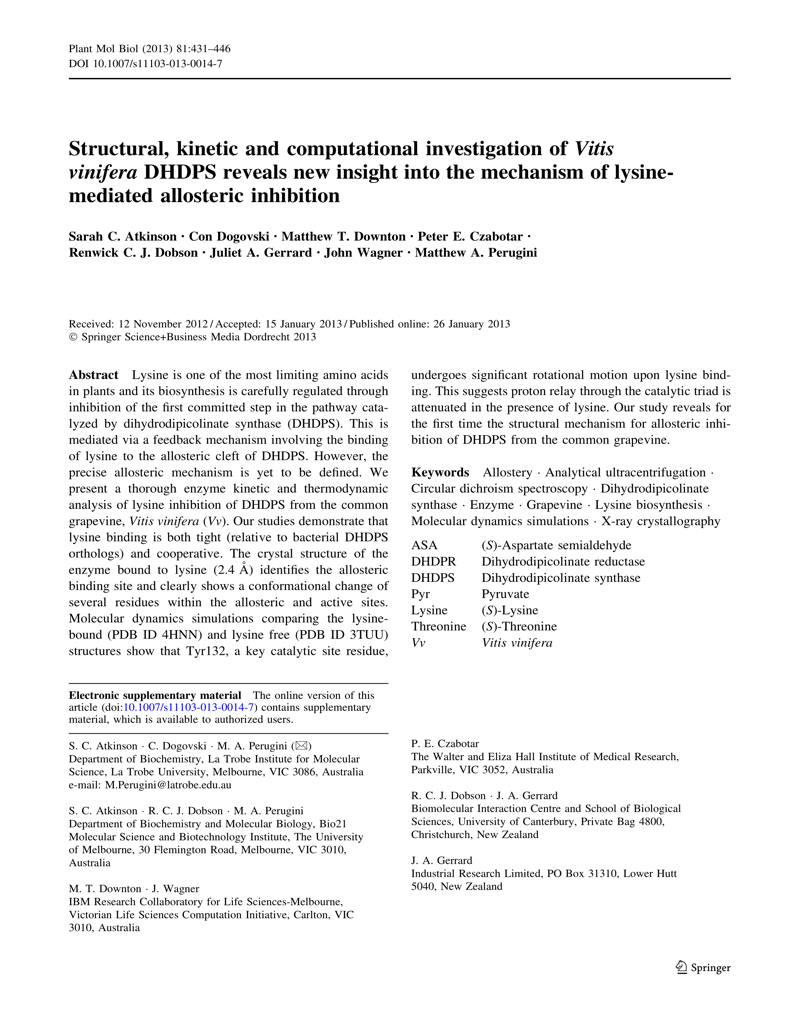 Plant Mol Biol (2013) 81:431–446
DOI 10.1007/s11103-013-0014-7
Structural, kinetic and computational investigation of Vitis
vinifera DHDPS reveals new insight into the mechanism of lysine-
mediated allosteric inhibition
Sarah C. Atkinson · Con Dogovski · Matthew T. Downton · Peter E. Czabotar ·
Renwick C. J. Dobson · Juliet A. Gerrard · John Wagner · Matthew A. Perugini
Received: 12 November 2012 / Accepted: 15 January 2013 / Published online: 26 January 2013
© Springer Science+Business Media Dordrecht 2013
Abstract Lysine is one of the most limiting amino acids
in plants and its biosynthesis is carefully regulated through
inhibition of the first committed step in the pathway cata-
lyzed by dihydrodipicolinate synthase (DHDPS). This is
mediated via a feedback mechanism involving the binding
of lysine to the allosteric cleft of DHDPS. However, the
precise allosteric mechanism is yet to be defined. We
present a thorough enzyme kinetic and thermodynamic
analysis of lysine inhibition of DHDPS from the common
grapevine, Vitis vinifera (Vv). Our studies demonstrate that
lysine binding is both tight (relative to bacterial DHDPS
orthologs) and cooperative. The crystal structure of the
enzyme bound to lysine (2.4 Å) identifies the allosteric
binding site and clearly shows a conformational change of
several residues within the allosteric and active sites.
Molecular dynamics simulations comparing the lysine-
bound (PDB ID 4HNN) and lysine free (PDB ID 3TUU)
structures show that Tyr132, a key catalytic site residue,
undergoes significant rotational motion upon lysine bind-
ing. This suggests proton relay through the catalytic triad is
attenuated in the presence of lysine. Our study reveals for
the first time the structural mechanism for allosteric inhi-
bition of DHDPS from the common grapevine.
Keywords Allostery · Analytical ultracentrifugation ·
Circular dichroism spectroscopy · Dihydrodipicolinate
synthase · Enzyme · Grapevine · Lysine biosynthesis ·
Molecular dynamics simulations · X-ray crystallography
ASA (S)-Aspartate semialdehyde
DHDPR Dihydrodipicolinate reductase
DHDPS Dihydrodipicolinate synthase
Pyr Pyruvate
Lysine (S)-Lysine
Threonine (S)-Threonine
Vv Vitis vinifera
Electronic supplementary material The online version of this
article (doi:10.1007/s11103-013-0014-7) contains supplementary
material, which is available to authorized users.
S. C. Atkinson · C. Dogovski · M. A. Perugini (✉)
Department of Biochemistry, La Trobe Institute for Molecular
Science, La Trobe University, Melbourne, VIC 3086, Australia
e-mail: M.Perugini@latrobe.edu.au
S. C. Atkinson · R. C. J. Dobson · M. A. Perugini
Department of Biochemistry and Molecular Biology, Bio21
Molecular Science and Biotechnology Institute, The University
of Melbourne, 30 Flemington Road, Melbourne, VIC 3010,
Australia
M. T. Downton · J. Wagner
IBM Research Collaboratory for Life Sciences-Melbourne,
Victorian Life Sciences Computation Initiative, Carlton, VIC
3010, Australia
P. E. Czabotar
The Walter and Eliza Hall Institute of Medical Research,
Parkville, VIC 3052, Australia
R. C. J. Dobson · J. A. Gerrard
Biomolecular Interaction Centre and School of Biological
Sciences, University of Canterbury, Private Bag 4800,
Christchurch, New Zealand
J. A. Gerrard
Industrial Research Limited, PO Box 31310, Lower Hutt
5040, New Zealand
Springer